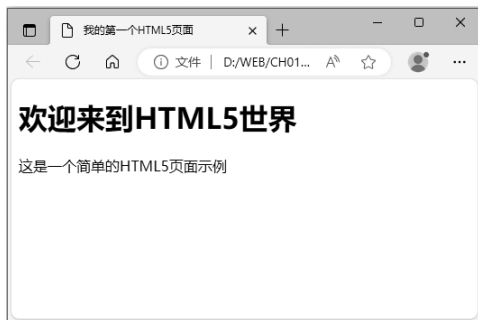 我的第一个HTML5页面
文件 D:/WEB/CH01...
欢迎来到HTML5世界
这是一个简单的HTML5页面示例